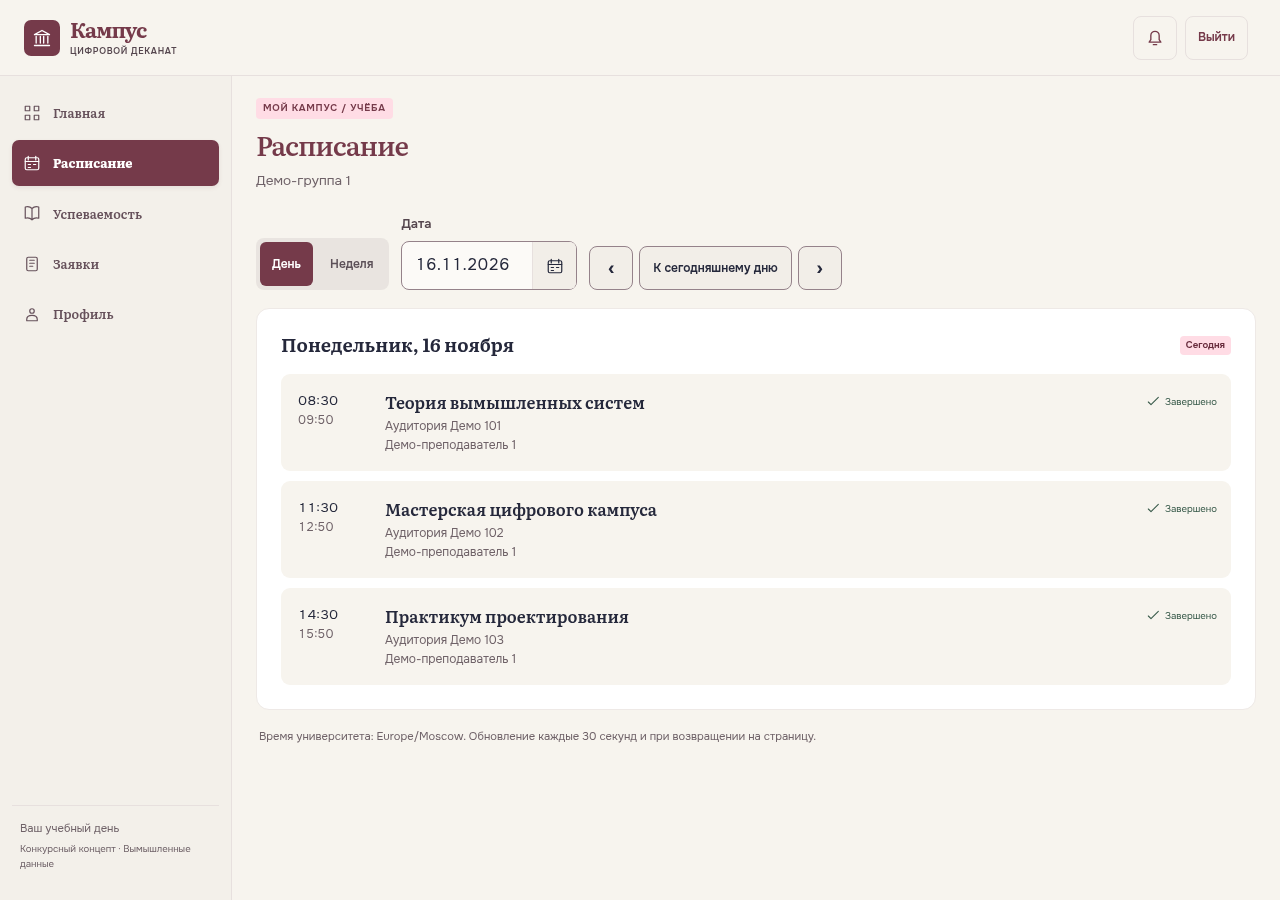 Кампус
ЦИФРОВОЙ ДЕКАНАТ
Выйти
Главная
Расписание
Успеваемость
Заявки
Профиль
Ваш учебный день
Конкурсный концепт · Вымышленные
данные
МОЙ КАМПУС / УЧЁБА
Расписание
Демо-группа 1
Дата
День
Неделя
16.11.2026
‹
К сегодняшнему дню
›
Понедельник, 16 ноября
Сегодня
08:30
09:50
Теория вымышленных систем
Аудитория Демо 101
Демо-преподаватель 1
Завершено
11:30
12:50
Мастерская цифрового кампуса
Аудитория Демо 102
Демо-преподаватель 1
Завершено
14:30
15:50
Практикум проектирования
Аудитория Демо 103
Демо-преподаватель 1
Завершено
Время университета: Europe/Moscow. Обновление каждые 30 секунд и при возвращении на страницу.